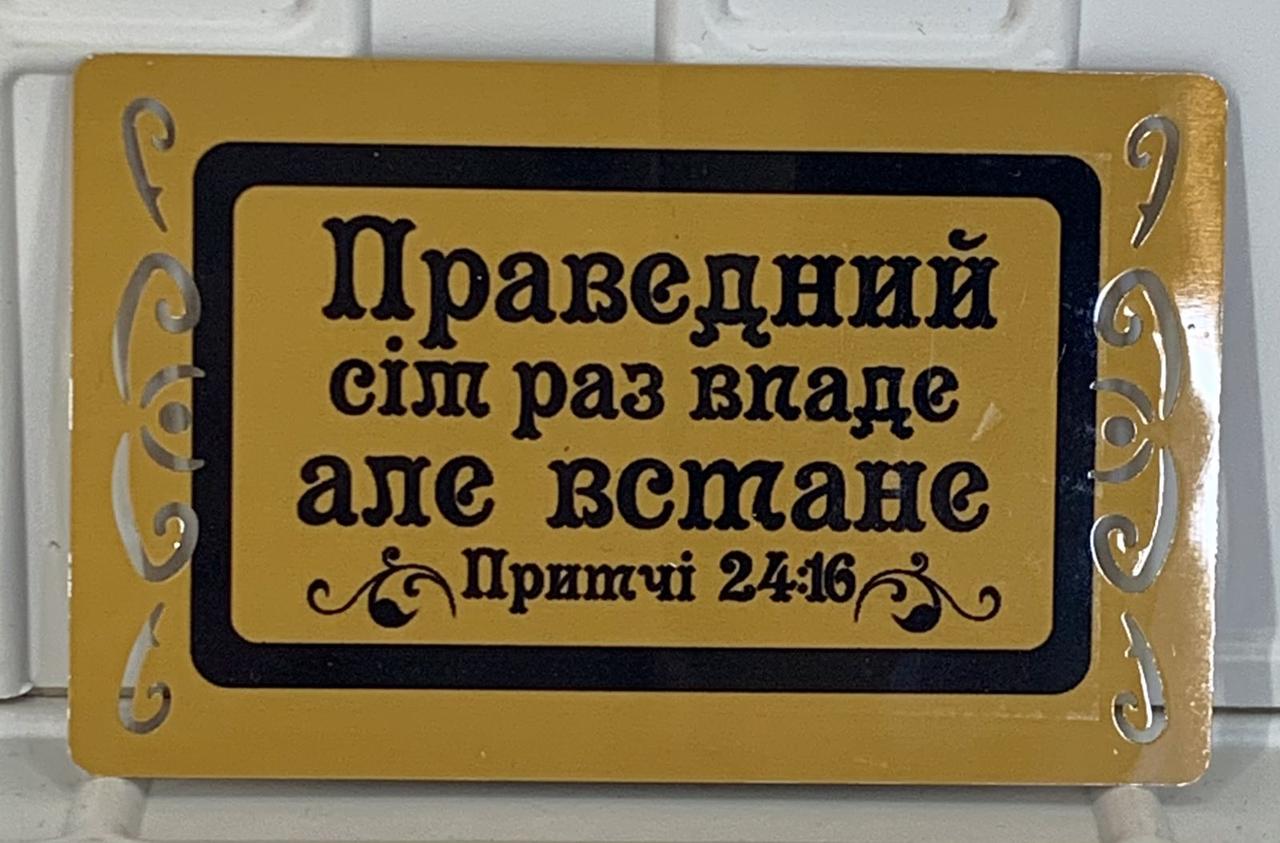 Праведний
сім раз впаде
але встане
Притчі 24:16